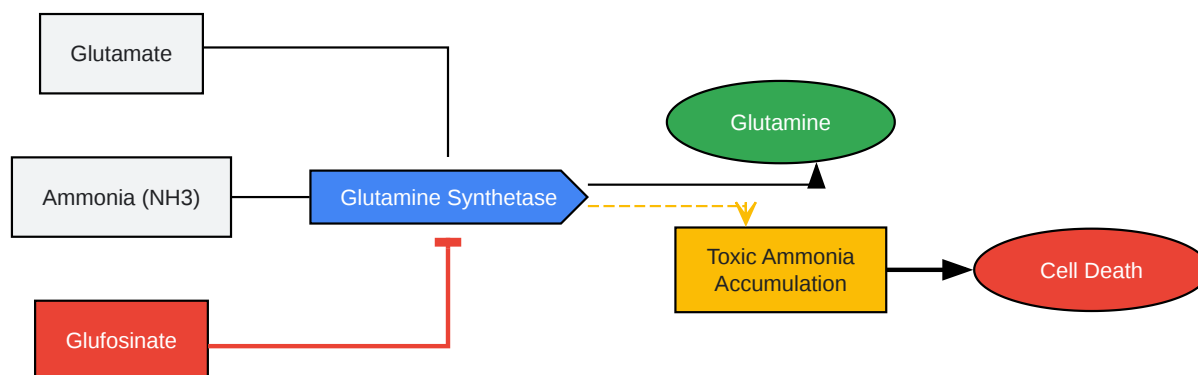 Glutamate
Glutamine
Ammonia (NH3)
Glutamine Synthetase
Toxic Ammonia
Accumulation
Cell Death
Glufosinate